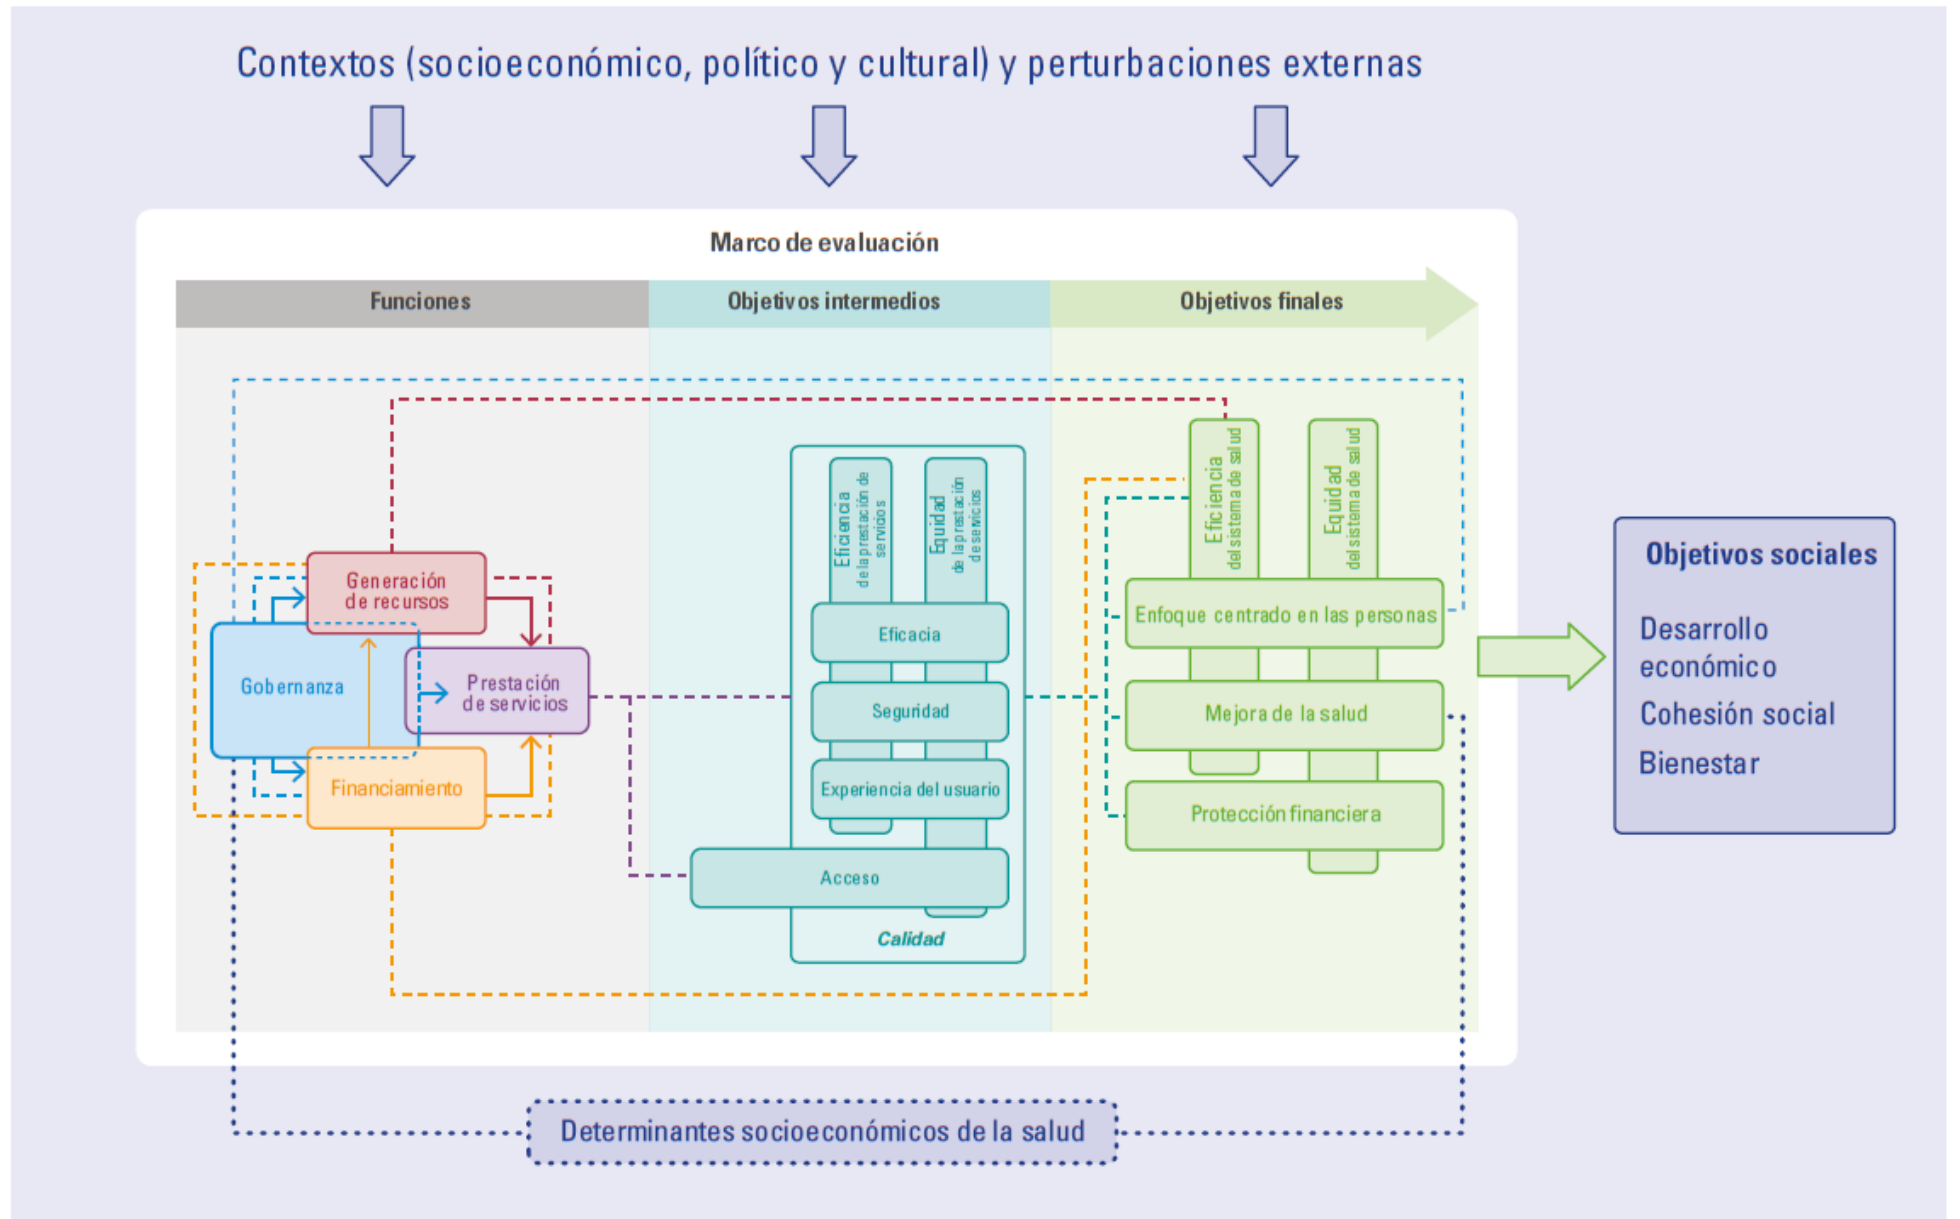 Contextos (socioeconómico, político y cultural) y perturbaciones externas
Marco de evaluación
Funciones
Objetivos intermedios
Objetivos finales
Generación
de recursos
Gobernanza
Prestación
de servicios
Financiamiento
Eficiencia
de la prestación de
servicios
Equidad
de la prestación
de servicios
Eficacia
Seguridad
Experiencia del usuario
Acceso
Calidad
Eficiencia
del sistema de salud
Equidad
del sistema de salud
Enfoque centrado en las personas
Mejora de la salud
Protección financiera
Objetivos sociales
Desarrollo
económico
Cohesión social
Bienestar
Determinantes socioeconómicos de la salud